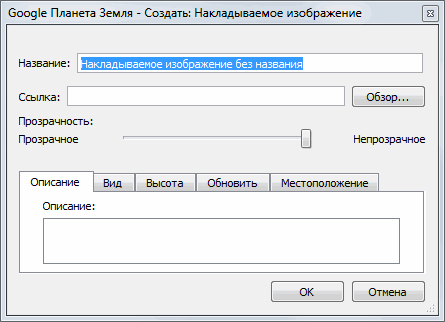 Google Планета Земля - Создать: Накладываемое изображение
Название: Накладываемое изображение без названия
Ссылка: Обзор...
Прозрачность:
Прозрачное Непрозрачное
Описание Вид Высота Обновить Местоположение
Описание:
OK Отмена